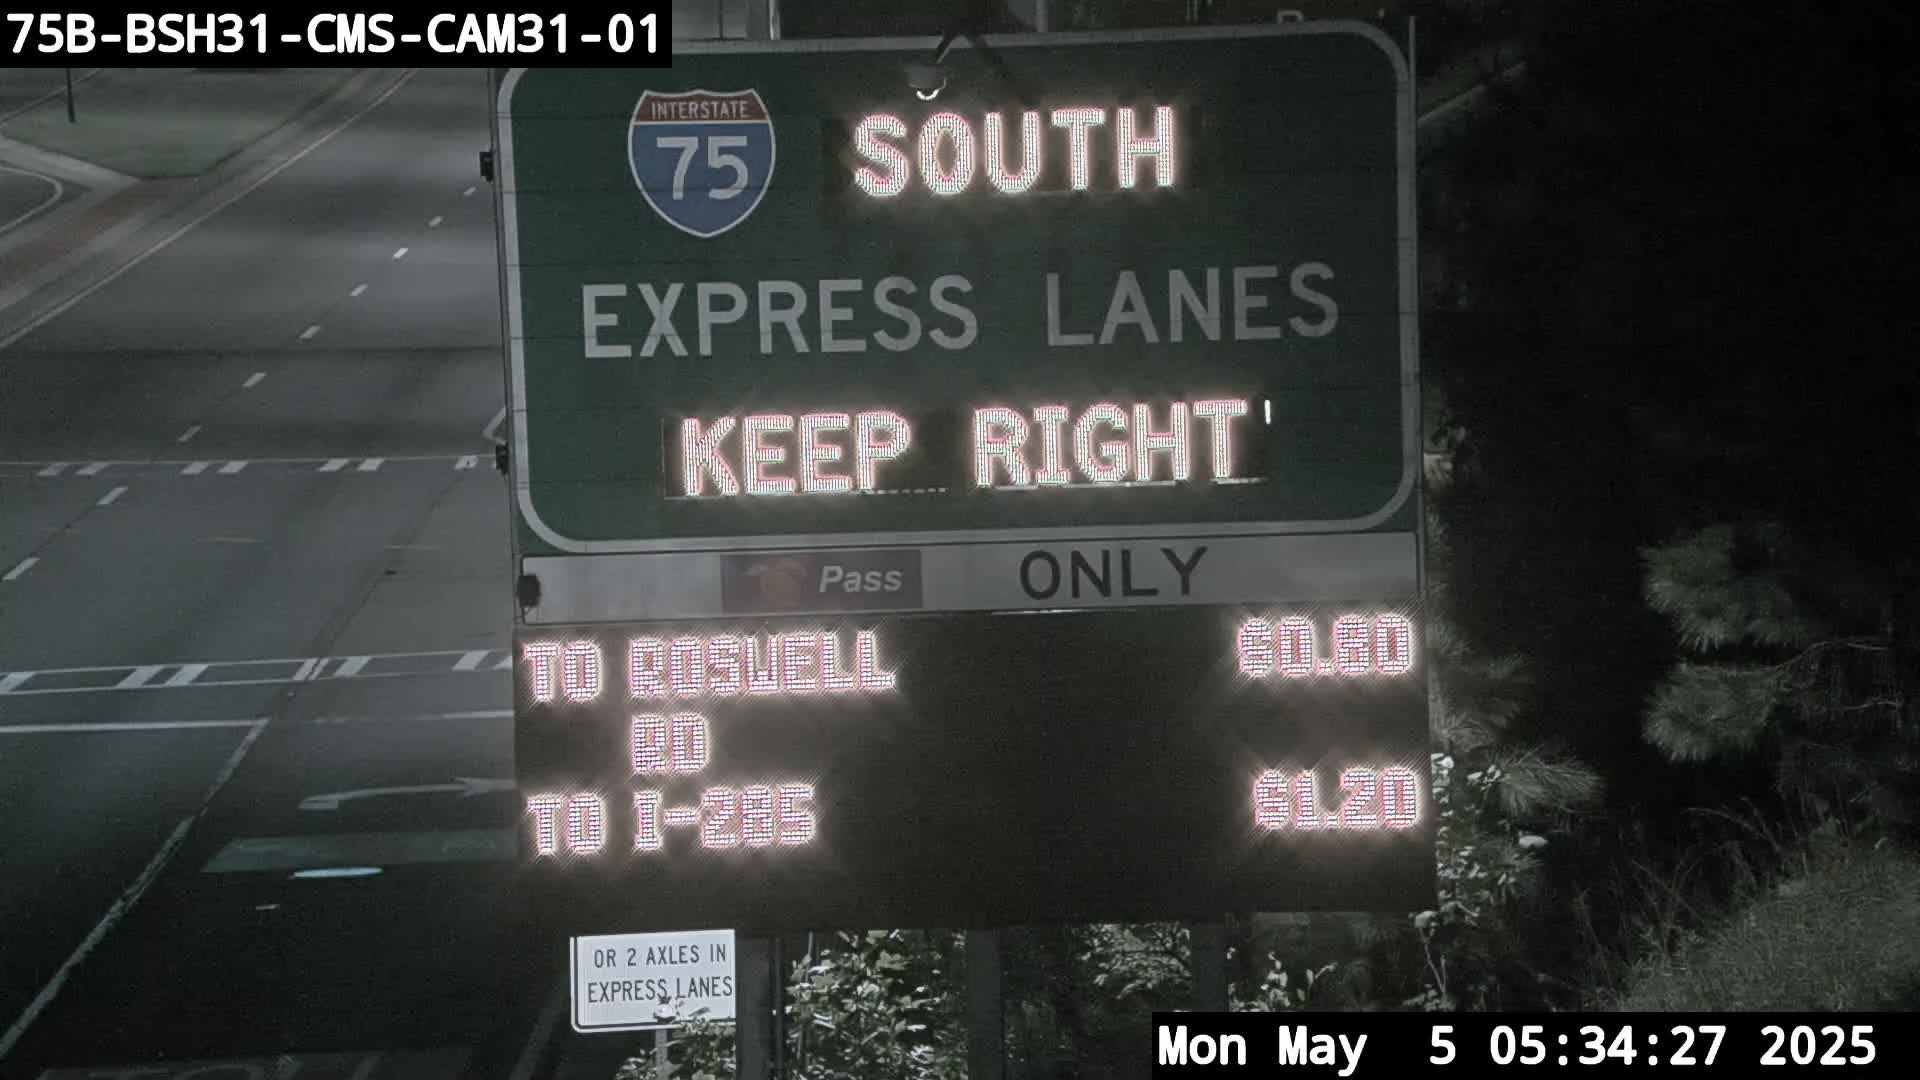 75B-BSH31-CMS-CAM31-01
INTERSTATE
75
SOUTH
EXPRESS LANES
KEEP RIGHT
Pass ONLY
TO ROSWELL $0.80
RD
TO I-285 $1.20
OR 2 AXLES IN
EXPRESS LANES
Mon May 5 05:34:27 2025